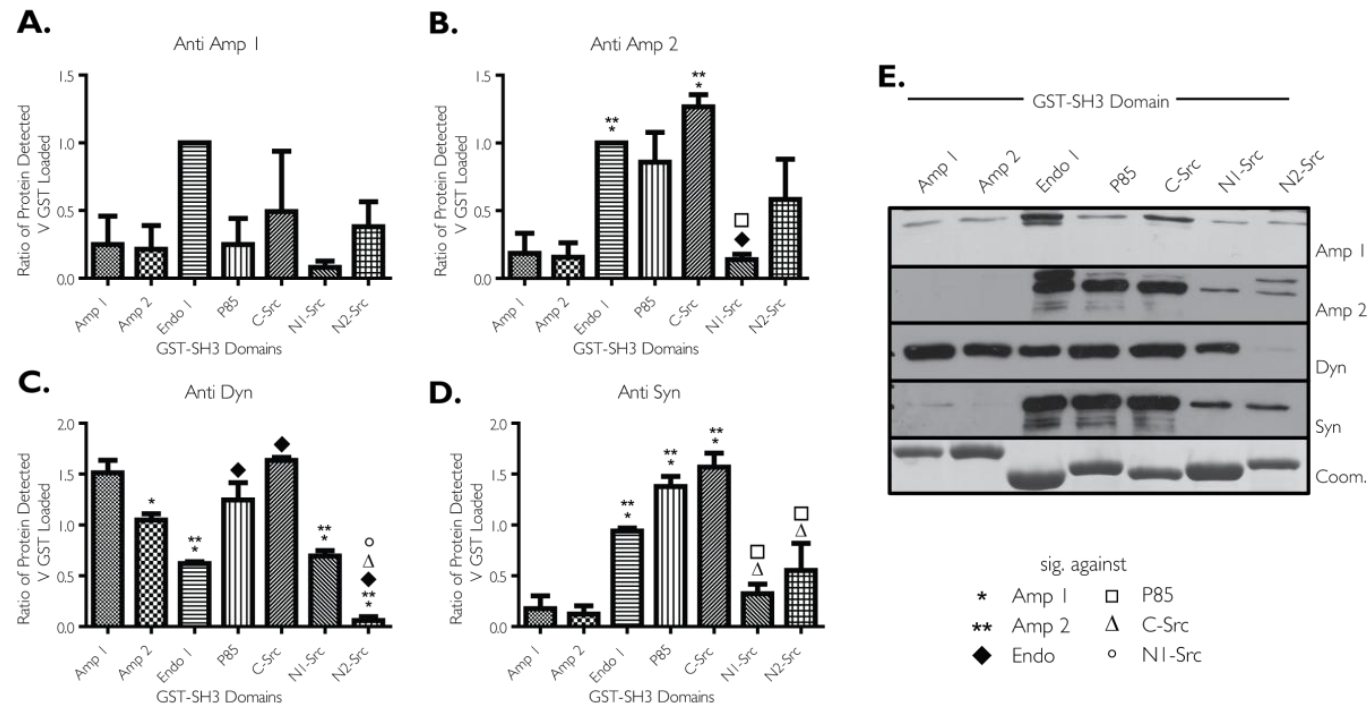 A.
Anti Amp 1
Ratio of Protein Detected
V GST Loaded
1.5
1.0
0.5
0.0
Amp 1
Amp 2
Endo 1
P85
C-Src
N1-Src
N2-Src
GST-SH3 Domains
B.
Anti Amp 2
Ratio of Protein Detected
V GST Loaded
1.5
1.0
0.5
0.0
**
*
**
*
□
◆
Amp 1
Amp 2
Endo 1
P85
C-Src
N1-Src
N2-Src
GST-SH3 Domains
C.
Anti Dyn
Ratio of Protein Detected
V GST Loaded
2.0
1.5
1.0
0.5
0.0
*
**
*
◆
◆
**
*
○
Δ
◆
**
*
Amp 1
Amp 2
Endo 1
P85
C-Src
N1-Src
N2-Src
GST-SH3 Domains
D.
Anti Syn
Ratio of Protein Detected
V GST Loaded
2.0
1.5
1.0
0.5
0.0
**
*
**
*
**
*
□
Δ
□
Δ
Amp 1
Amp 2
Endo 1
P85
C-Src
N1-Src
N2-Src
GST-SH3 Domains
E.
GST-SH3 Domain
Amp 1
Amp 2
Endo 1
P85
C-Src
N1-Src
N2-Src
Amp 1
Amp 2
Dyn
Syn
Coom.
sig. against
* Amp 1 □ P85
** Amp 2 Δ C-Src
◆ Endo ○ N1-Src